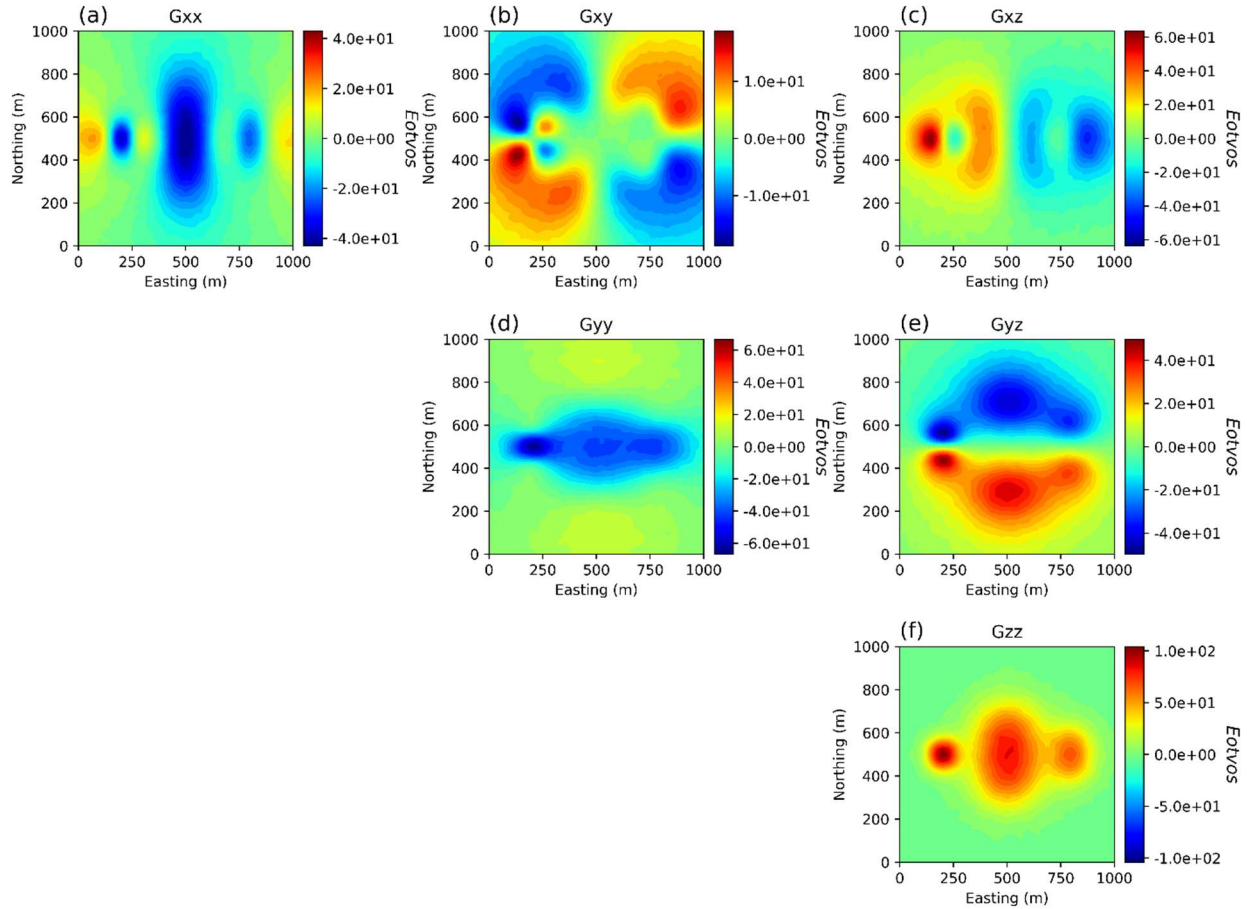 (a) Gxx
1000
800
600
400
200
0
Northing (m)
0 250 500 750 1000
Easting (m)
4.0e+01
2.0e+01
0.0e+00
-2.0e+01
-4.0e+01
Eotvos
(b) Gxy
1000
800
600
400
200
0
Northing (m)
0 250 500 750 1000
Easting (m)
1.0e+01
0.0e+00
-1.0e+01
Eotvos
(c) Gxz
1000
800
600
400
200
0
Northing (m)
0 250 500 750 1000
Easting (m)
6.0e+01
4.0e+01
2.0e+01
0.0e+00
-2.0e+01
-4.0e+01
-6.0e+01
Eotvos
(d) Gyy
1000
800
600
400
200
0
Northing (m)
0 250 500 750 1000
Easting (m)
6.0e+01
4.0e+01
2.0e+01
0.0e+00
-2.0e+01
-4.0e+01
-6.0e+01
Eotvos
(e) Gyz
1000
800
600
400
200
0
Northing (m)
0 250 500 750 1000
Easting (m)
4.0e+01
2.0e+01
0.0e+00
-2.0e+01
-4.0e+01
Eotvos
(f) Gzz
1000
800
600
400
200
0
Northing (m)
0 250 500 750 1000
Easting (m)
1.0e+02
5.0e+01
0.0e+00
-5.0e+01
-1.0e+02
Eotvos